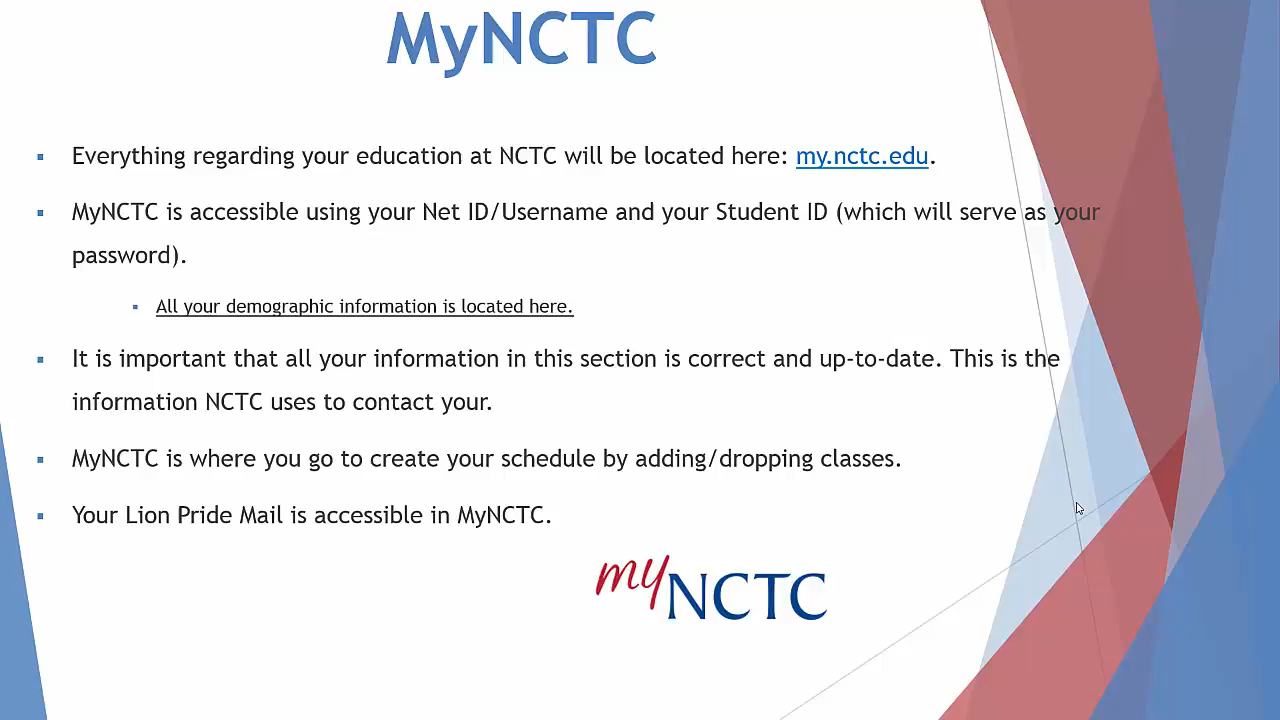 MyNCTC
Everything regarding your education at NCTC will be located here: my.nctc.edu.
MyNCTC is accessible using your Net ID/Username and your Student ID (which will serve as your
password).
All your demographic information is located here.
It is important that all your information in this section is correct and up-to-date. This is the
information NCTC uses to contact your.
MyNCTC is where you go to create your schedule by adding/dropping classes.
Your Lion Pride Mail is accessible in MyNCTC.
my NCTC